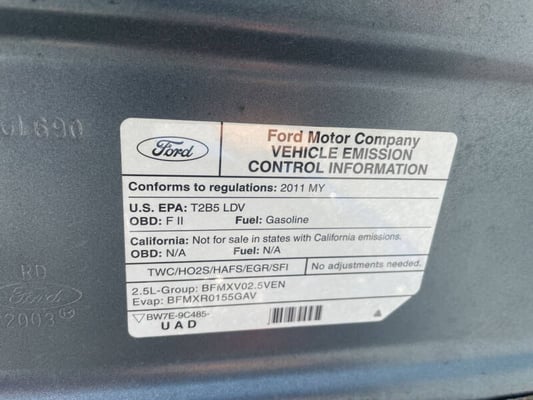 Ford
Ford Motor Company
VEHICLE EMISSION
CONTROL INFORMATION
Conforms to regulations: 2011 MY
U.S. EPA: T2B5 LDV
OBD: F II Fuel: Gasoline
California: Not for sale in states with California emissions.
OBD: N/A Fuel: N/A
TWC/HO2S/HAFS/EGR/SFI No adjustments needed.
2.5L-Group: BFMXV02.5VEN
Evap: BFMXR0155GAV
BW7E-9C485-
U A D
RD
Ford